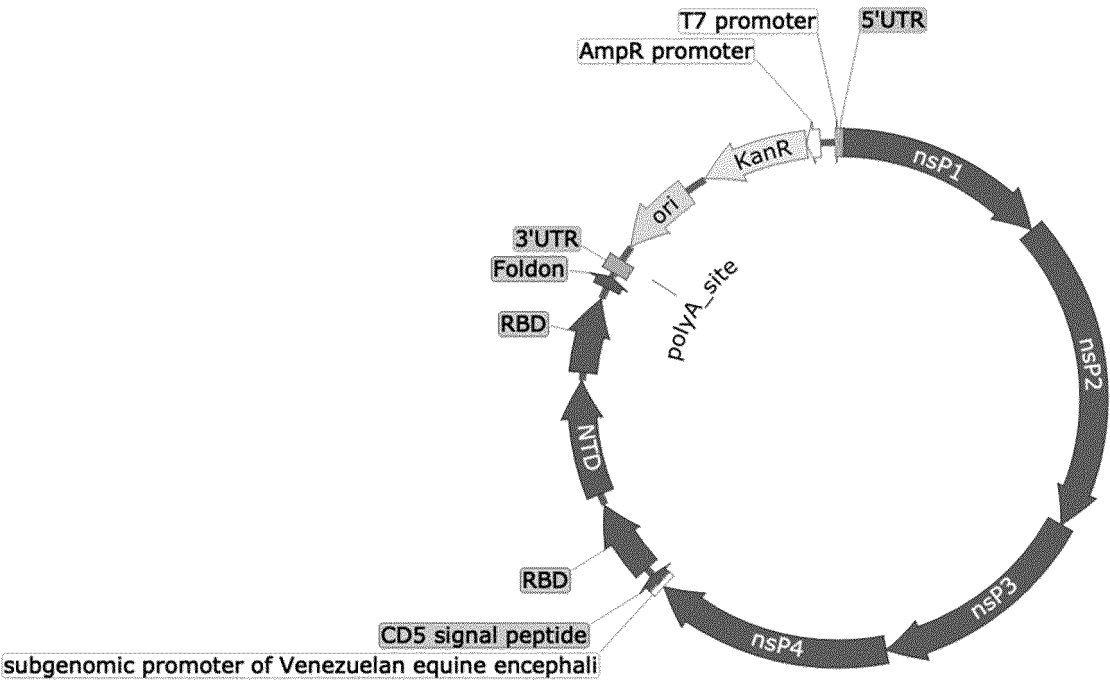 T7 promoter
5'UTR
AmpR promoter
KanR
nsP1
ori
3'UTR
Foldon
polyA_site
RBD
nsP2
NTD
RBD
nsP3
CD5 signal peptide
nsP4
subgenomic promoter of Venezuelan equine encephali